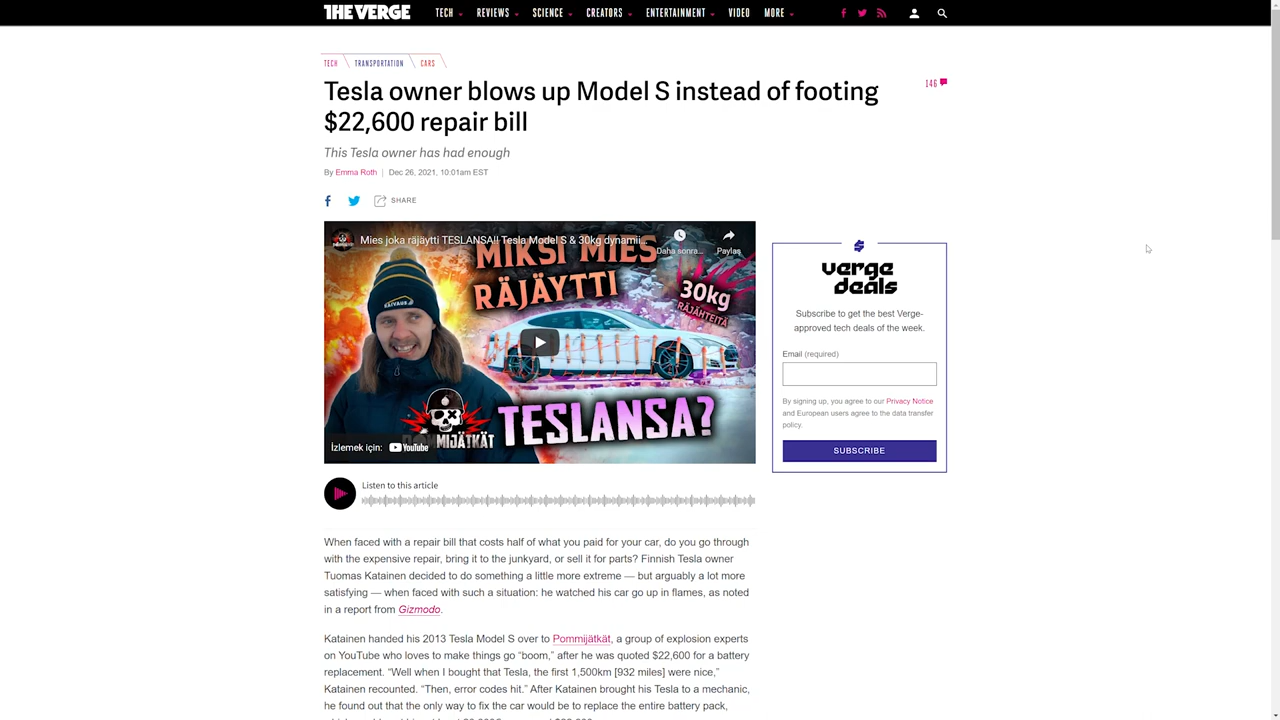 THE VERGE
TECH REVIEWS SCIENCE CREATORS ENTERTAINMENT VIDEO MORE
TECH TRANSPORTATION CARS
Tesla owner blows up Model S instead of footing
$22,600 repair bill
146
This Tesla owner has had enough
By Emma Roth | Dec 26, 2021, 10:01am EST
SHARE
Mies joka räjäytti TESLANSA!! Tesla Model S & 30kg dynamii...
Daha sonra...
Paylaş
MIKSI MIES
RÄJÄYTTI
30kg
RÄJÄHTEITÄ
KAIVAUS
TESLANSA?
MIJÄTKÄT
İzlemek için: YouTube
verge
deals
Subscribe to get the best Verge-
approved tech deals of the week.
Email (required)
By signing up, you agree to our Privacy Notice
and European users agree to the data transfer
policy.
SUBSCRIBE
Listen to this article
When faced with a repair bill that costs half of what you paid for your car, do you go through
with the expensive repair, bring it to the junkyard, or sell it for parts? Finnish Tesla owner
Tuomas Katainen decided to do something a little more extreme — but arguably a lot more
satisfying — when faced with such a situation: he watched his car go up in flames, as noted
in a report from Gizmodo.
Katainen handed his 2013 Tesla Model S over to Pommijätkät, a group of explosion experts
on YouTube who loves to make things go “boom,” after he was quoted $22,600 for a battery
replacement. “Well when I bought that Tesla, the first 1,500km [932 miles] were nice,”
Katainen recounted. “Then, error codes hit.” After Katainen brought his Tesla to a mechanic,
he found out that the only way to fix the car would be to replace the entire battery pack,